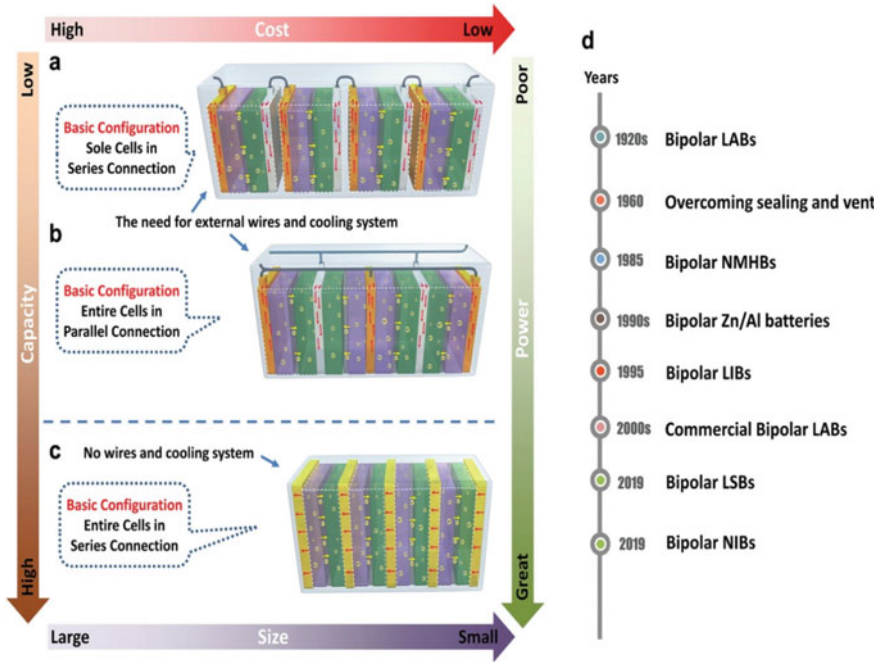 High Cost Low
Low
Capacity
High
Poor
Power
Great
a
Basic Configuration
Sole Cells in
Series Connection
The need for external wires and cooling system
b
Basic Configuration
Entire Cells in
Parallel Connection
c
No wires and cooling system
Basic Configuration
Entire Cells in
Series Connection
Large Size Small
d
Years
1920s Bipolar LABs
1960 Overcoming sealing and vent
1985 Bipolar NMHBs
1990s Bipolar Zn/Al batteries
1995 Bipolar LIBs
2000s Commercial Bipolar LABs
2019 Bipolar LSBs
2019 Bipolar NIBs